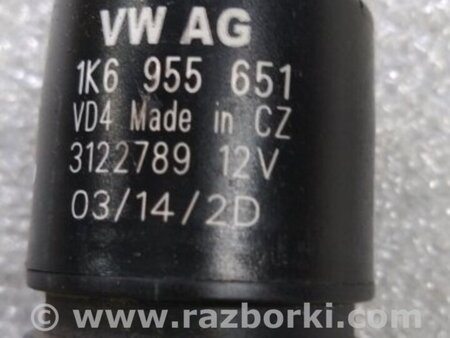 VW AG
1K6 955 651
VD4 Made in CZ
3122789 12V
03/14/2D
© www.razborki.com